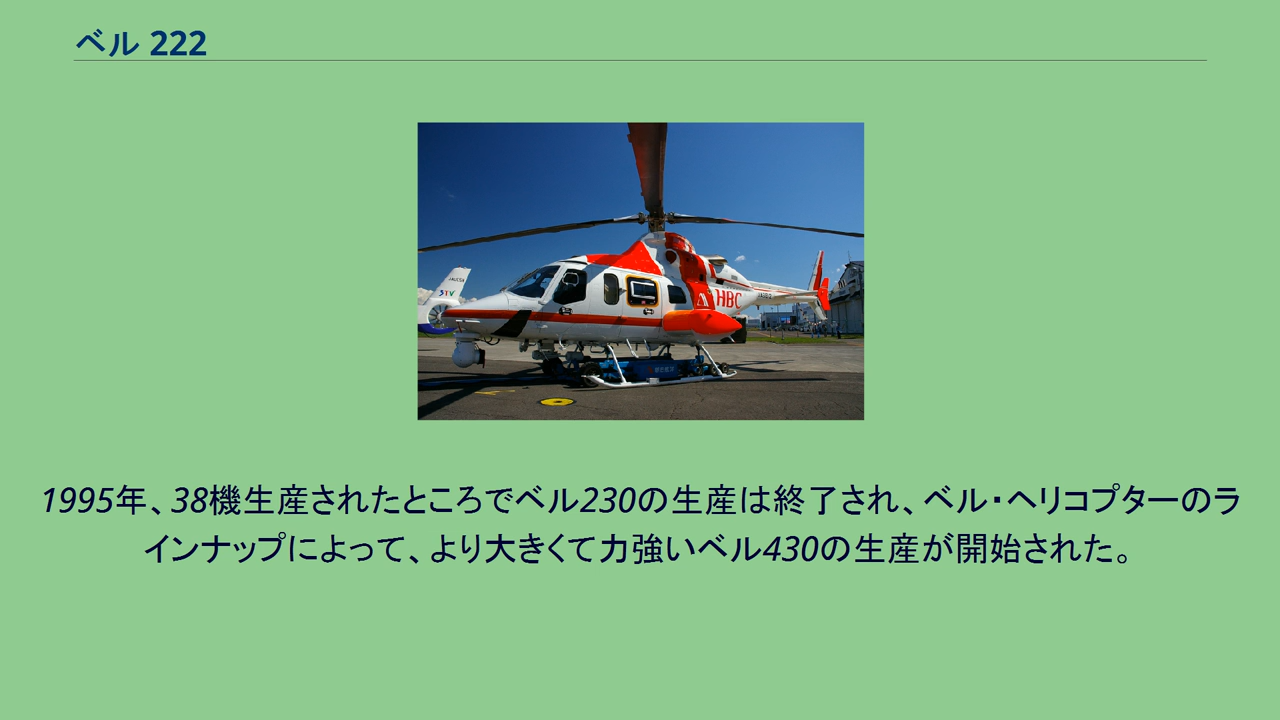 ベル 222
STV
HBC
1995年、38機生産されたところでベル230の生産は終了され、ベル・ヘリコプターのラ
インナップによって、より大きくて力強いベル430の生産が開始された。